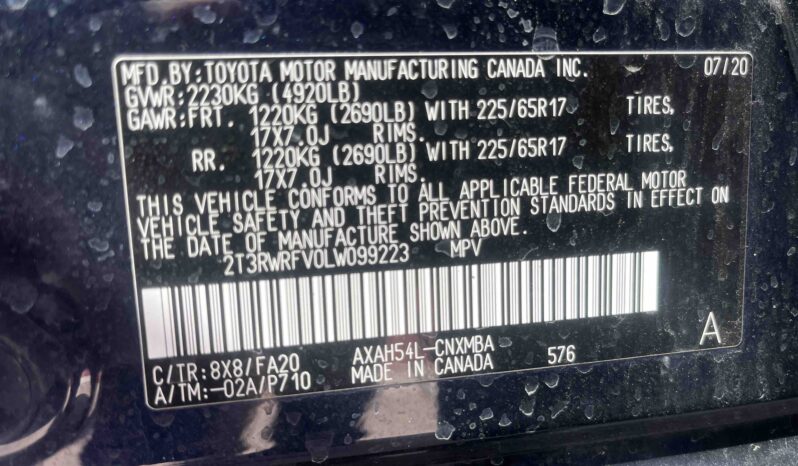 MFD.BY:TOYOTA MOTOR MANUFACTURING CANADA INC. 07/20
GVWR:2230KG (4920LB)
GAWR:FRT. 1220KG (2690LB) WITH 225/65R17 TIRES,
17X7.0J RIMS.
RR. 1220KG (2690LB) WITH 225/65R17 TIRES,
17X7.0J RIMS.
THIS VEHICLE CONFORMS TO ALL APPLICABLE FEDERAL MOTOR
VEHICLE SAFETY AND THEFT PREVENTION STANDARDS IN EFFECT ON
THE DATE OF MANUFACTURE SHOWN ABOVE.
2T3RWRFV0LW099223 MPV
C/TR:8X8/FA20 AXAH54L-CNXMBA 576 A
A/TM:-02A/P710 MADE IN CANADA